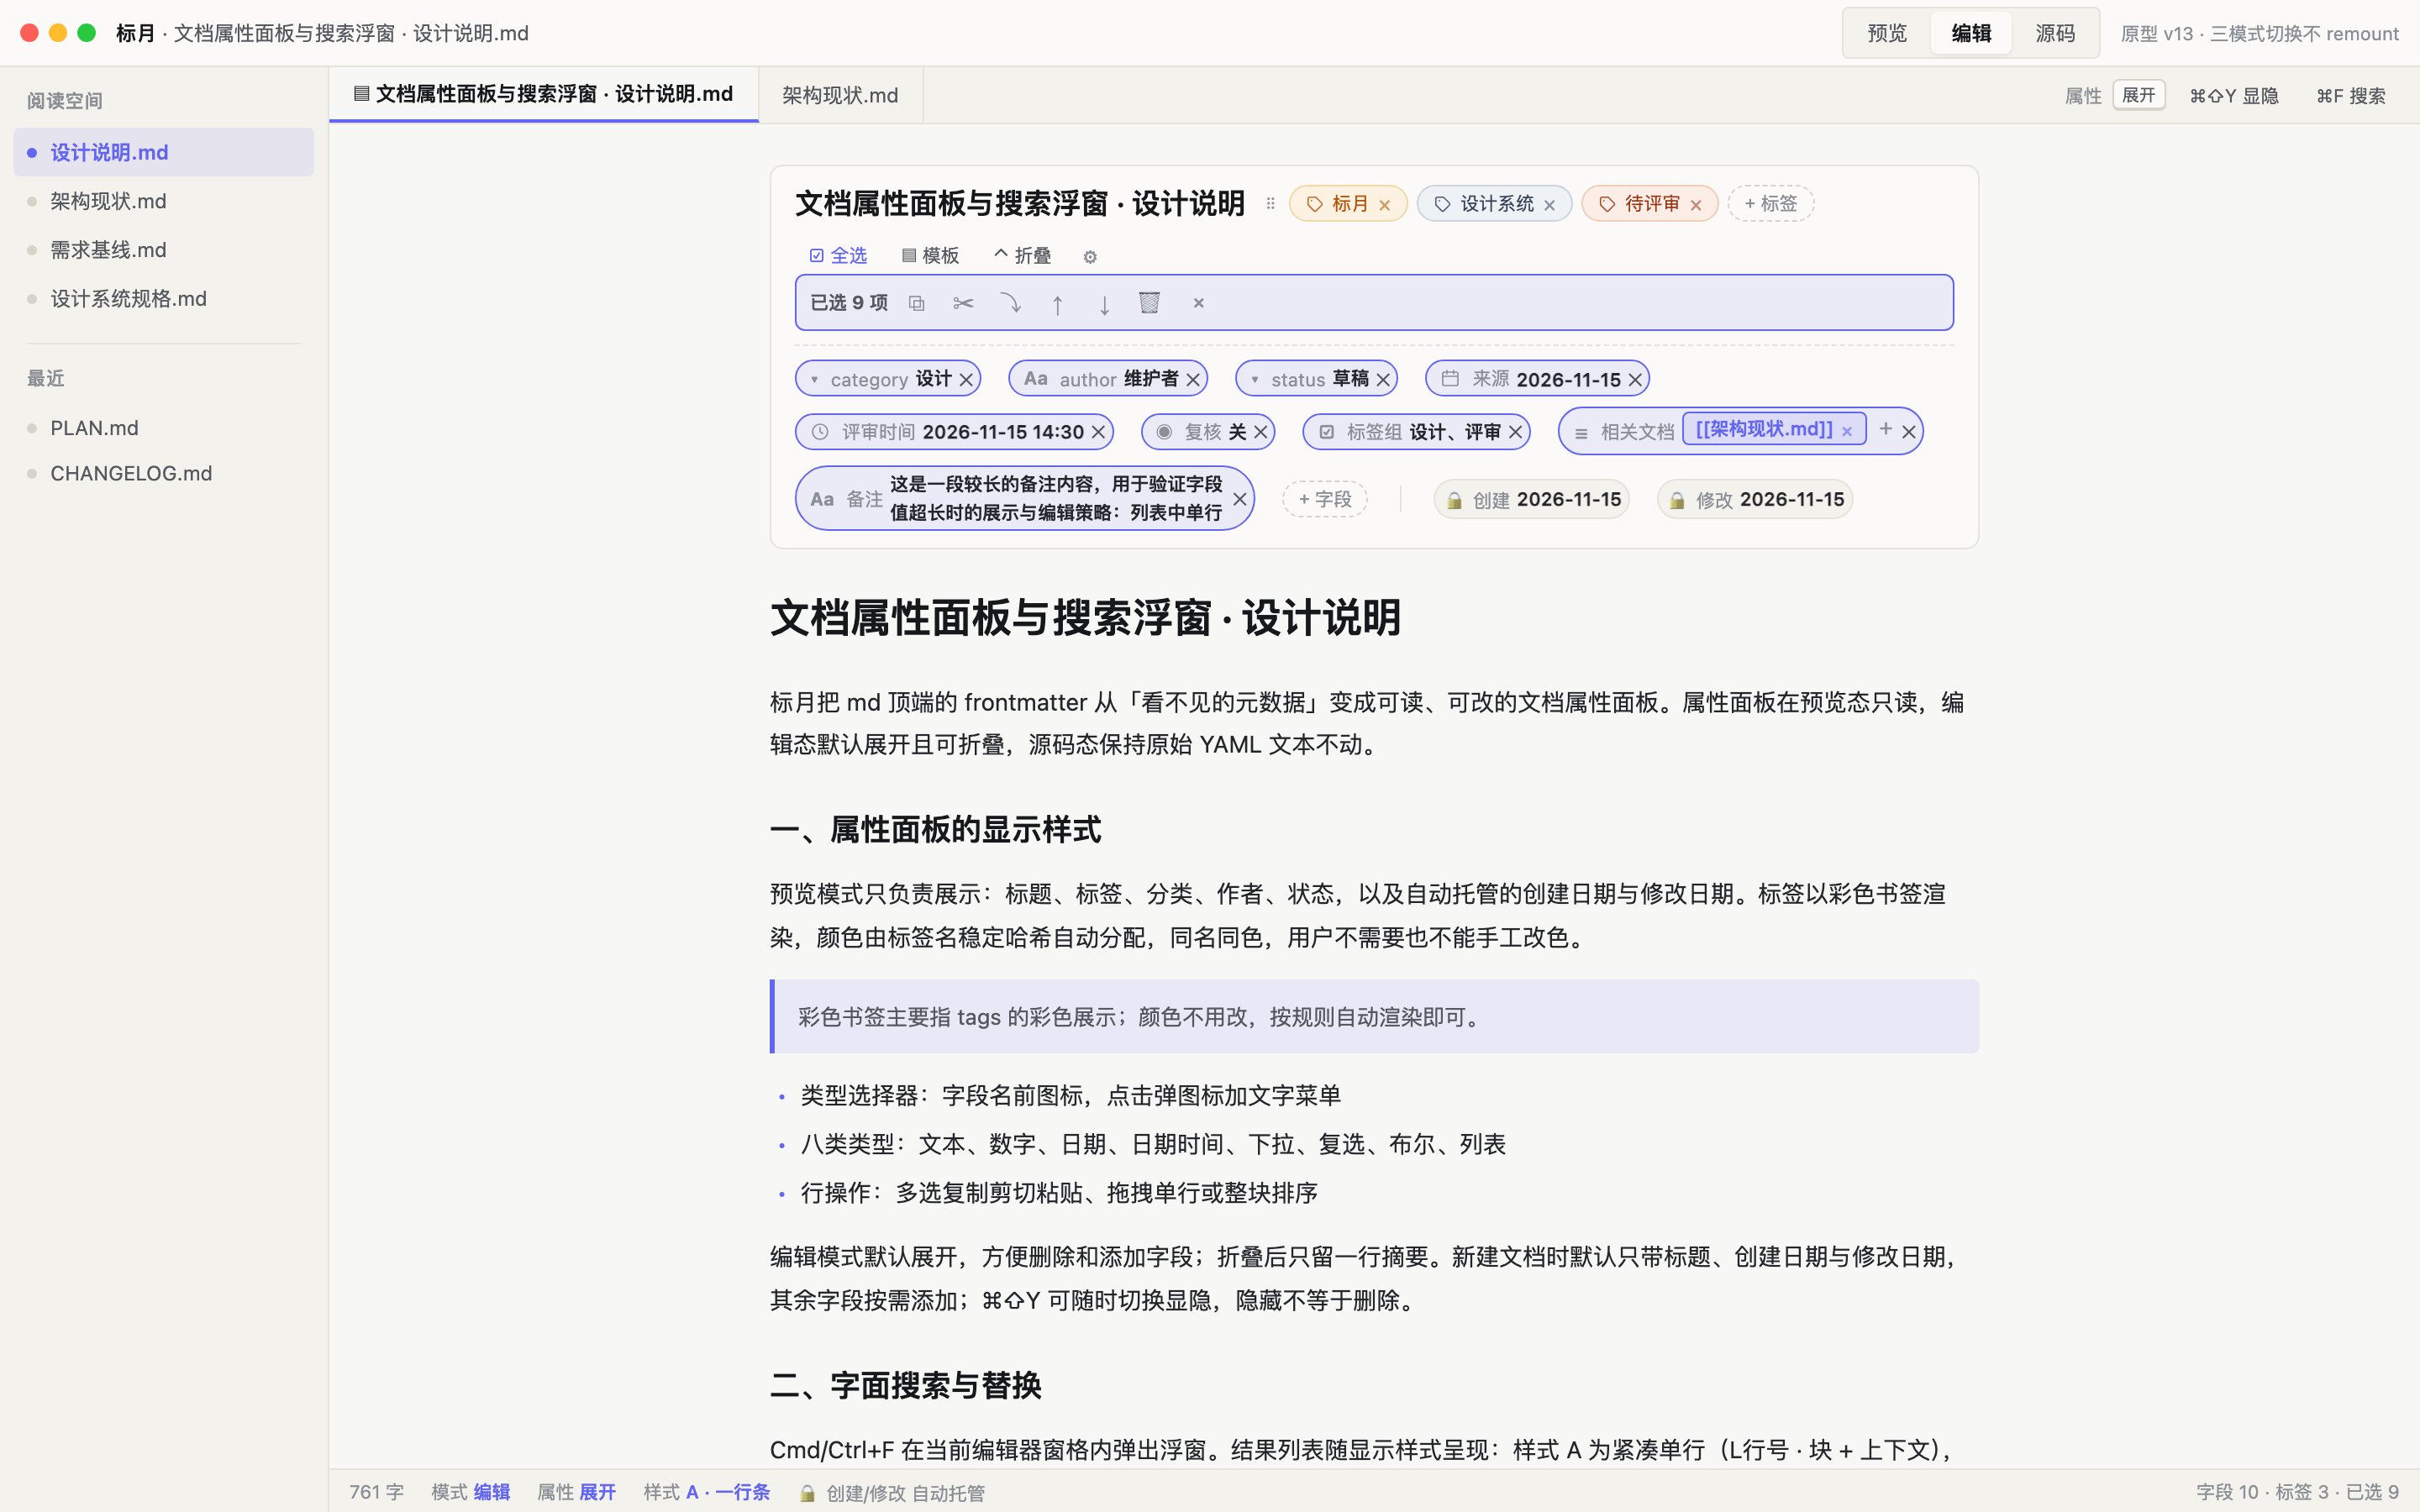 标月 · 文档属性面板与搜索浮窗 · 设计说明.md
预览 编辑 源码 原型 v13 · 三模式切换不 remount
阅读空间
设计说明.md
架构现状.md
需求基线.md
设计系统规格.md
最近
PLAN.md
CHANGELOG.md
文档属性面板与搜索浮窗 · 设计说明.md 架构现状.md 属性 展开 ⌘⇧Y 显隐 ⌘F 搜索
文档属性面板与搜索浮窗 · 设计说明 标月 × 设计系统 × 待评审 × + 标签
全选 模板 折叠
已选 9 项 ↑ ↓ ×
category 设计 × Aa author 维护者 × status 草稿 × 来源 2026-11-15 ×
评审时间 2026-11-15 14:30 × 复核 关 × 标签组 设计、评审 × 相关文档 [[架构现状.md]] × + ×
Aa 备注 这是一段较长的备注内容，用于验证字段
值超长时的展示与编辑策略：列表中单行 × + 字段 创建 2026-11-15 修改 2026-11-15
文档属性面板与搜索浮窗 · 设计说明
标月把 md 顶端的 frontmatter 从「看不见的元数据」变成可读、可改的文档属性面板。属性面板在预览态只读，编
辑态默认展开且可折叠，源码态保持原始 YAML 文本不动。
一、属性面板的显示样式
预览模式只负责展示：标题、标签、分类、作者、状态，以及自动托管的创建日期与修改日期。标签以彩色书签渲
染，颜色由标签名稳定哈希自动分配，同名同色，用户不需要也不能手工改色。
彩色书签主要指 tags 的彩色展示；颜色不用改，按规则自动渲染即可。
• 类型选择器：字段名前图标，点击弹图标加文字菜单
• 八类类型：文本、数字、日期、日期时间、下拉、复选、布尔、列表
• 行操作：多选复制剪切粘贴、拖拽单行或整块排序
编辑模式默认展开，方便删除和添加字段；折叠后只留一行摘要。新建文档时默认只带标题、创建日期与修改日期，
其余字段按需添加；⌘⇧Y 可随时切换显隐，隐藏不等于删除。
二、字面搜索与替换
Cmd/Ctrl+F 在当前编辑器窗格内弹出浮窗。结果列表随显示样式呈现：样式 A 为紧凑单行（L行号 · 块 + 上下文），
761 字 模式 编辑 属性 展开 样式 A · 一行条 创建/修改 自动托管 字段 10 · 标签 3 · 已选 9